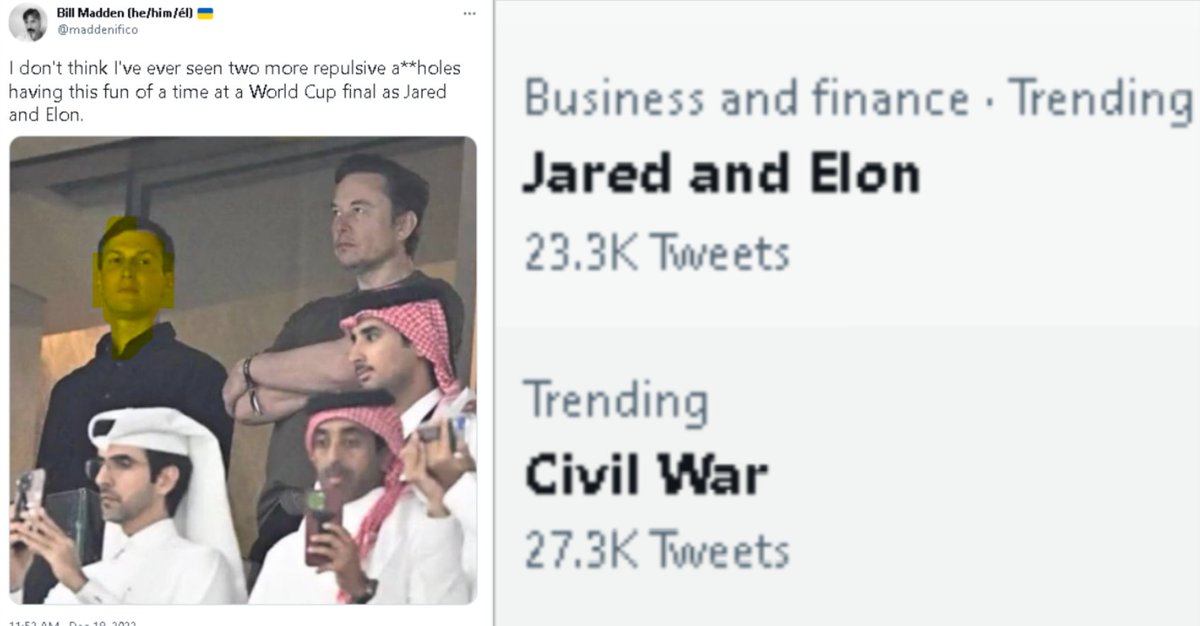 Bill Madden (he/him/él) 🇺🇦
@maddenifico
I don't think I've ever seen two more repulsive a**holes
having this fun of a time at a World Cup final as Jared
and Elon.
Business and finance · Trending
Jared and Elon
23.3K Tweets
Trending
Civil War
27.3K Tweets